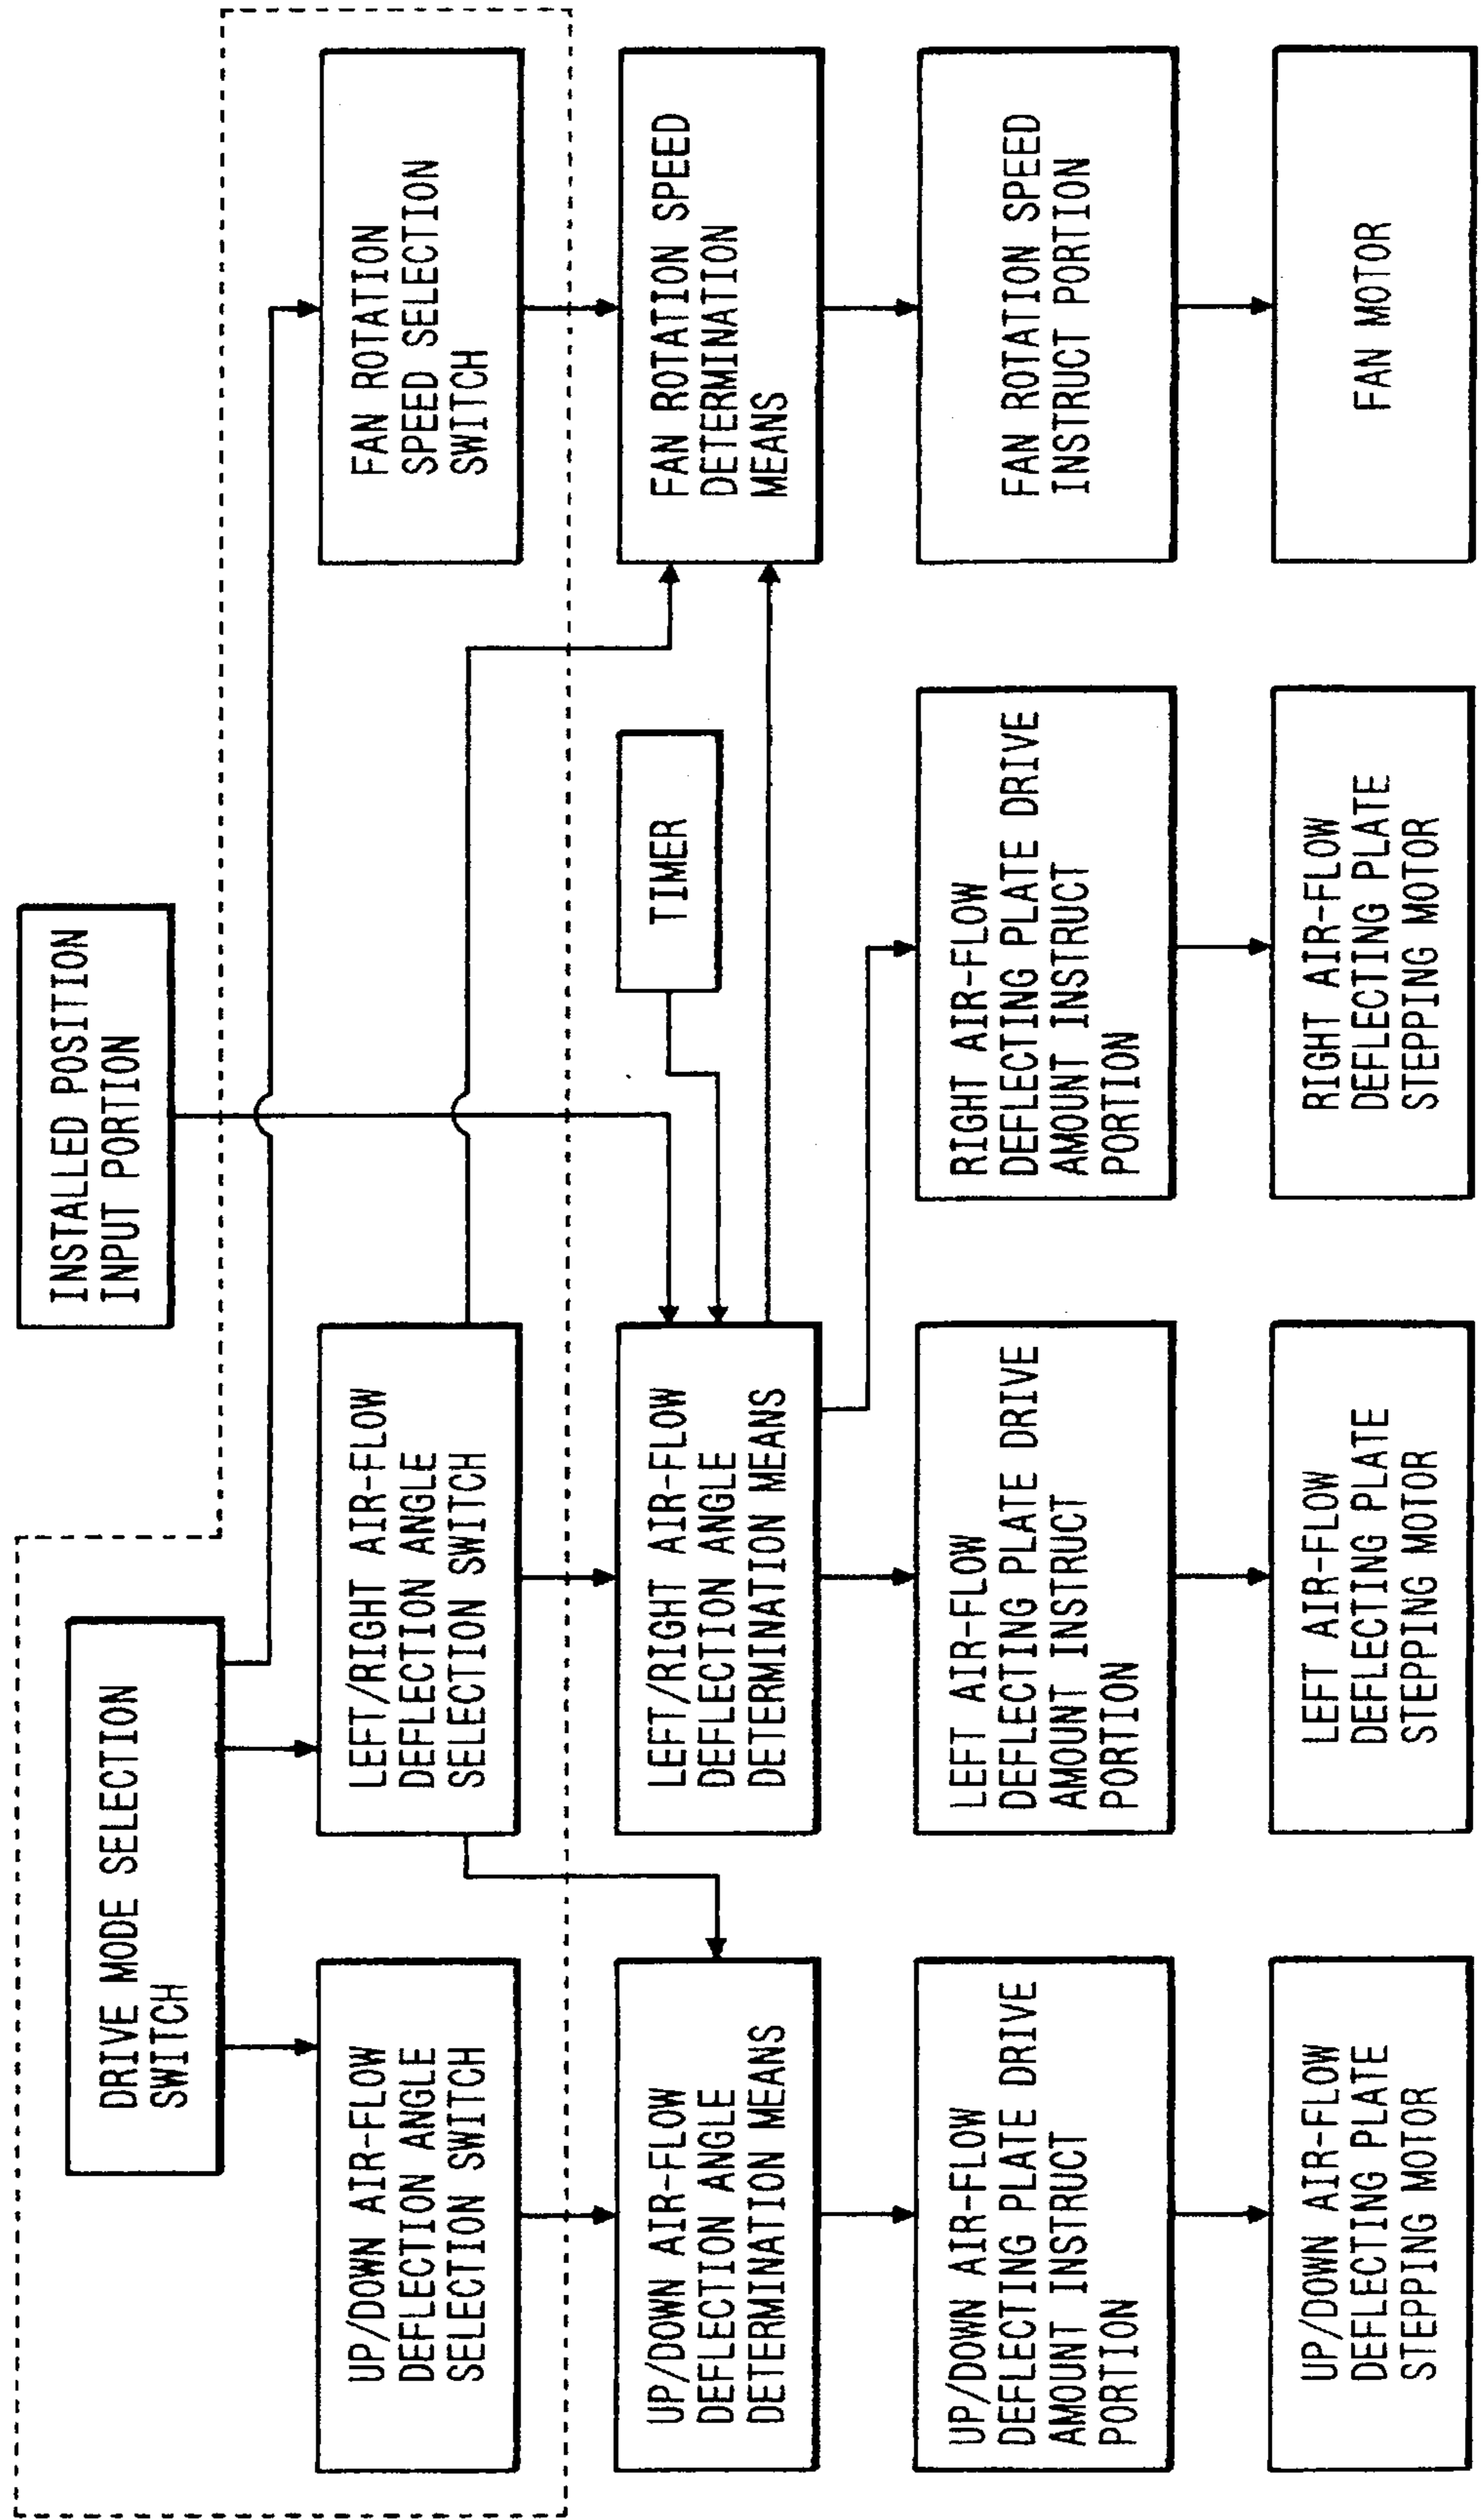 INSTALLED POSITION
INPUT PORTION
DRIVE MODE SELECTION
SWITCH
UP/DOWN AIR-FLOW
DEFLECTION ANGLE
SELECTION SWITCH
LEFT/RIGHT AIR-FLOW
DEFLECTION ANGLE
SELECTION SWITCH
FAN ROTATION
SPEED SELECTION
SWITCH
UP/DOWN AIR-FLOW
DEFLECTION ANGLE
DETERMINATION MEANS
LEFT/RIGHT AIR-FLOW
DEFLECTION ANGLE
DETERMINATION MEANS
TIMER
FAN ROTATION SPEED
DETERMINATION
MEANS
UP/DOWN AIR-FLOW
DEFLECTING PLATE DRIVE
AMOUNT INSTRUCT
PORTION
LEFT AIR-FLOW
DEFLECTING PLATE DRIVE
AMOUNT INSTRUCT
PORTION
RIGHT AIR-FLOW
DEFLECTING PLATE DRIVE
AMOUNT INSTRUCT
PORTION
FAN ROTATION SPEED
INSTRUCT PORTION
UP/DOWN AIR-FLOW
DEFLECTING PLATE
STEPPING MOTOR
LEFT AIR-FLOW
DEFLECTING PLATE
STEPPING MOTOR
RIGHT AIR-FLOW
DEFLECTING PLATE
STEPPING MOTOR
FAN MOTOR